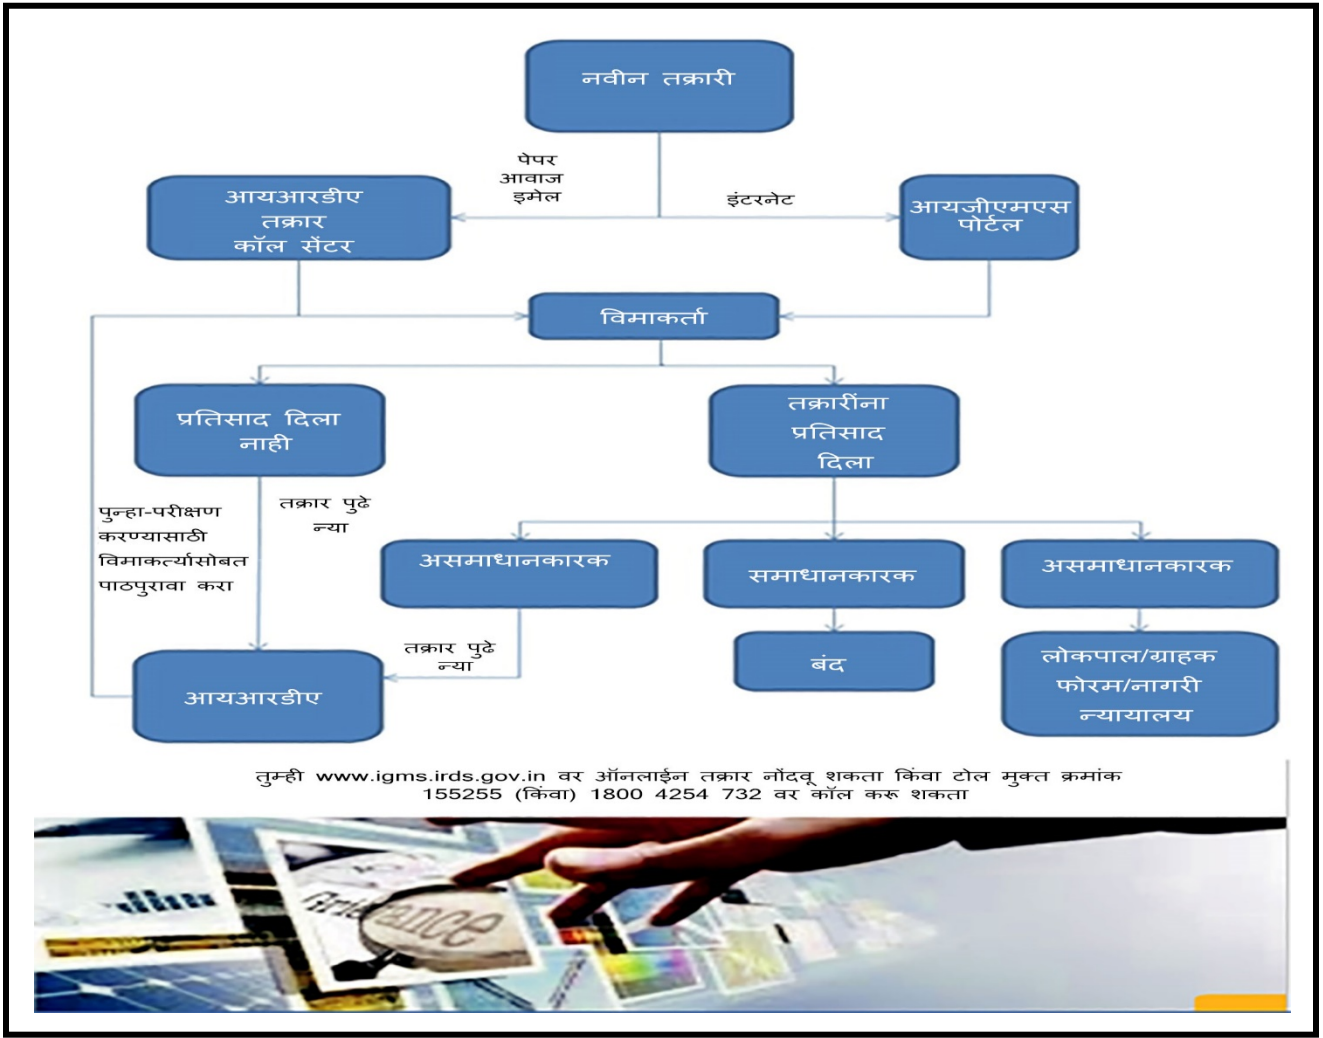 नवीन तक्रारी
पेपर
आवाज
इमेल
इंटरनेट
आयआरडीए
तक्रार
कॉल सेंटर
आयजीएमएस
पोर्टल
विमाकर्ता
प्रतिसाद दिला
नाही
तक्रारींना
प्रतिसाद
दिला
पुन्हा-परीक्षण
करण्यासाठी
विमाकर्त्यासोबत
पाठपुरावा करा
तक्रार पुढे
न्या
असमाधानकारक
समाधानकारक
असमाधानकारक
तक्रार पुढे
न्या
आयआरडीए
बंद
लोकपाल/ग्राहक
फोरम/नागरी
न्यायालय
तुम्ही www.igms.irds.gov.in वर ऑनलाईन तक्रार नोंदवू शकता किंवा टोल मुक्त क्रमांक
155255 (किंवा) 1800 4254 732 वर कॉल करू शकता